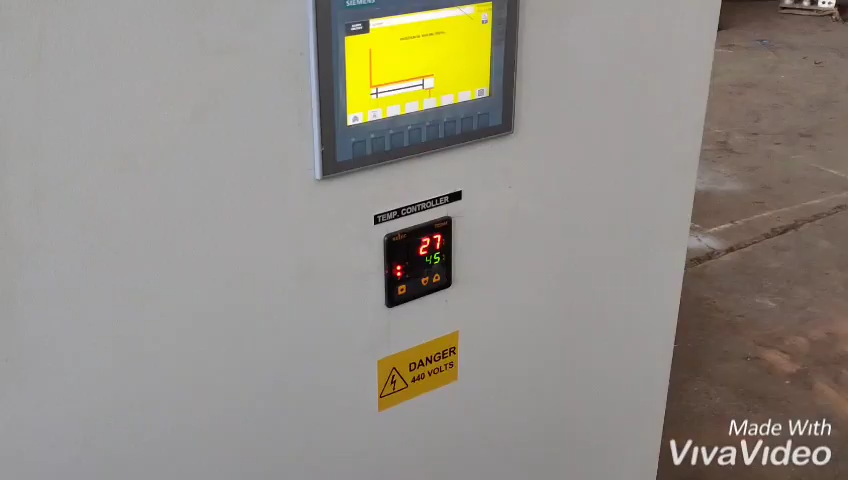 SIEMENS
TEMP. CONTROLLER
27
45
DANGER
440 VOLTS
Made With
VivaVideo